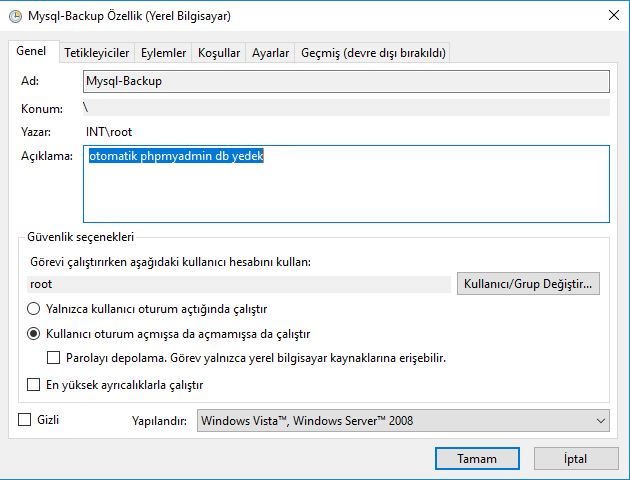 Mysql-Backup Özellik (Yerel Bilgisayar)
Genel Tetikleyiciler Eylemler Koşullar Ayarlar Geçmiş (devre dışı bırakıldı)
Ad: Mysql-Backup
Konum: \
Yazar: INT\root
Açıklama: otomatik phpmyadmin db yedek
Güvenlik seçenekleri
Görevi çalıştırırken aşağıdaki kullanıcı hesabını kullan:
root Kullanıcı/Grup Değiştir...
Yalnızca kullanıcı oturum açtığında çalıştır
Kullanıcı oturum açmışsa da açmamışsa da çalıştır
Parolayı depolama. Görev yalnızca yerel bilgisayar kaynaklarına erişebilir.
En yüksek ayrıcalıklarla çalıştır
Gizli Yapılandır: Windows Vista™, Windows Server™ 2008
Tamam İptal